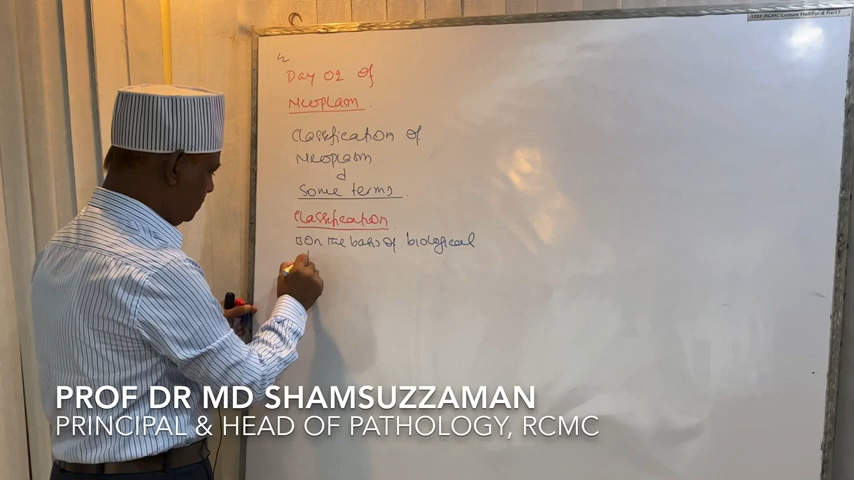 Day 02 of
Neoplasm.
Classification of
Neoplasm
&
Some terms.
Classification
on the basis of biological
PROF DR MD SHAMSUZZAMAN
PRINCIPAL & HEAD OF PATHOLOGY, RCMC